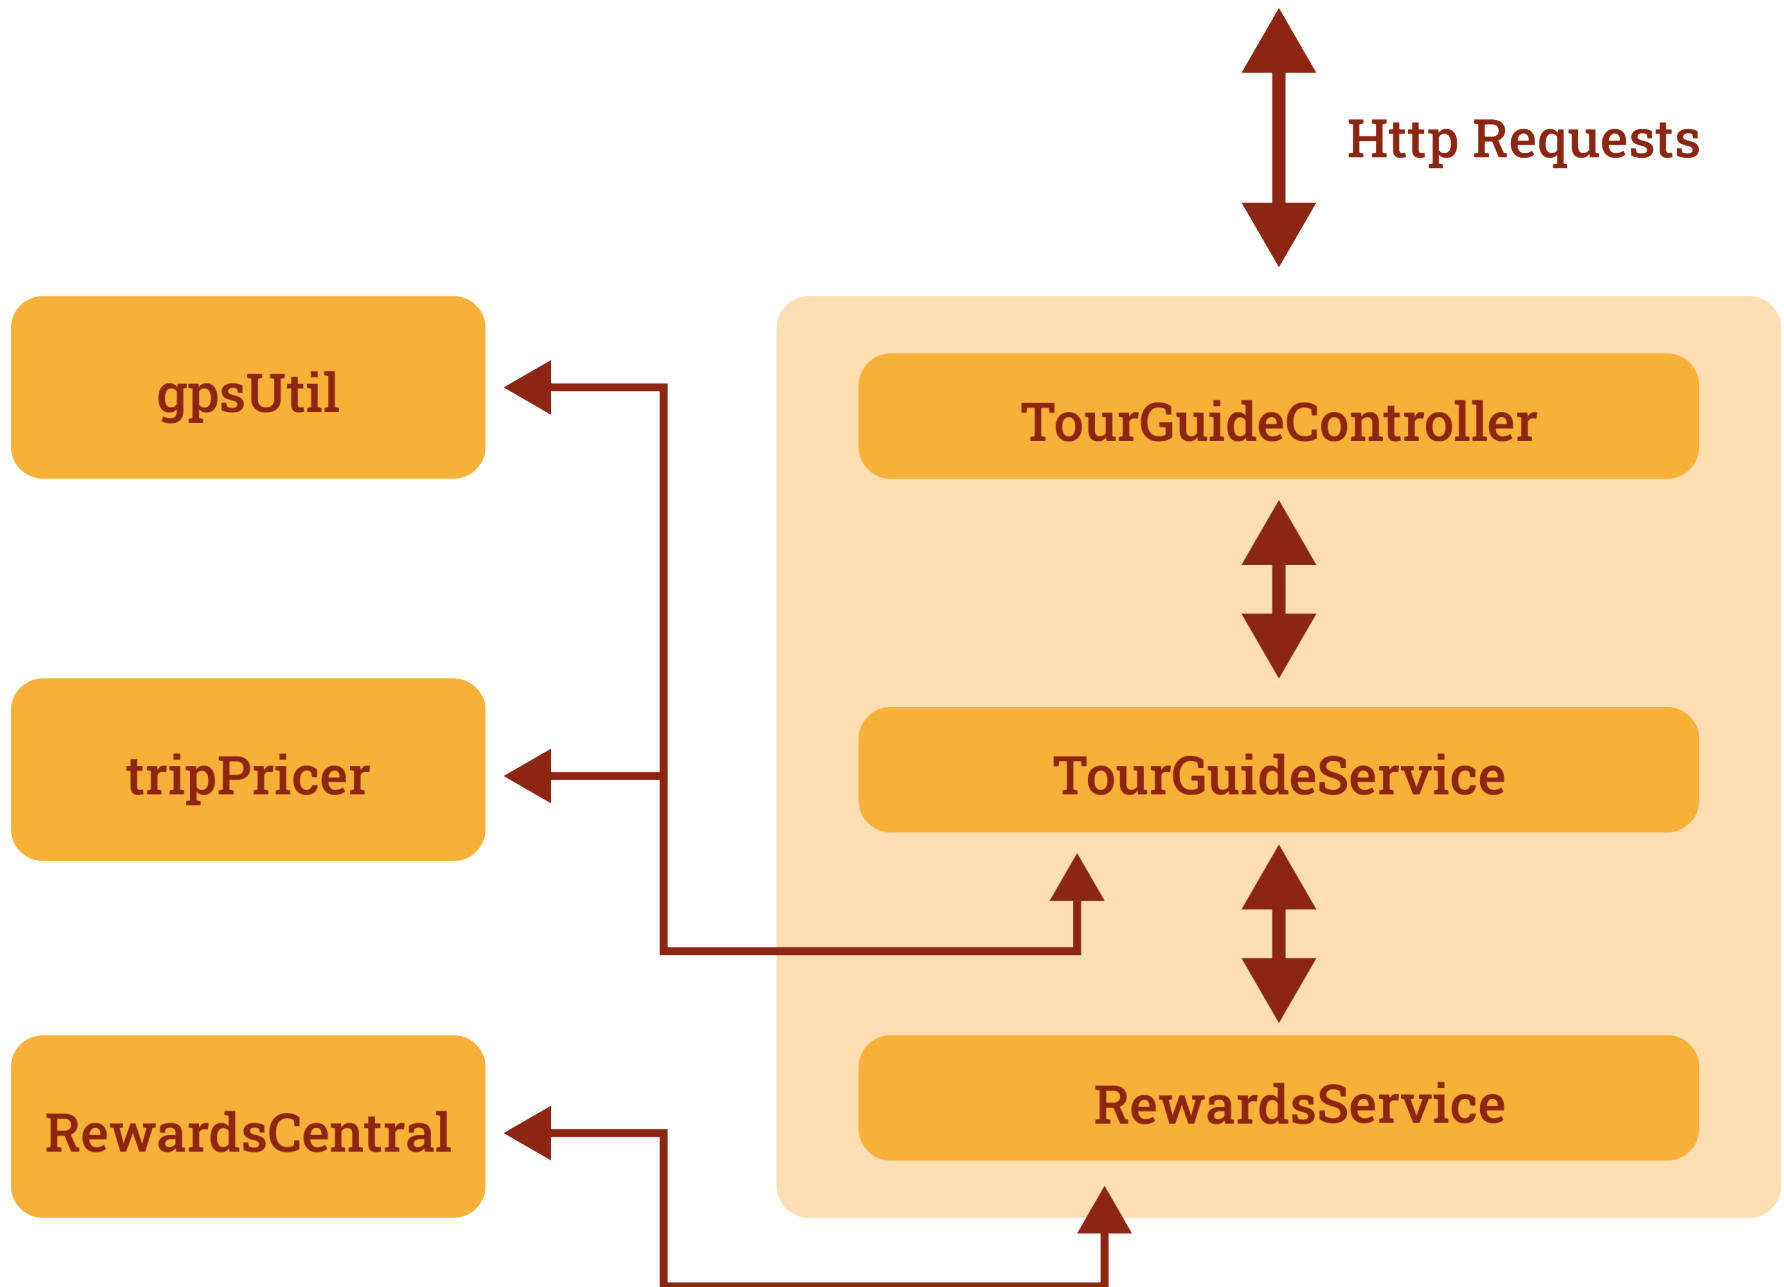 Http Requests
gpsUtil
TourGuideController
tripPricer
TourGuideService
RewardsCentral
RewardsService